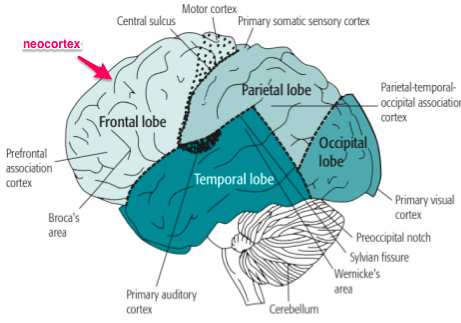 Motor cortex
Central sulcus
Primary somatic sensory cortex
neocortex
Parietal lobe
Parietal-temporal-
occipital association
cortex
Frontal lobe
Occipital
lobe
Prefrontal
association
cortex
Temporal lobe
Primary visual
cortex
Broca's
area
Preoccipital notch
Sylvian fissure
Wernicke's
area
Primary auditory
cortex
Cerebellum